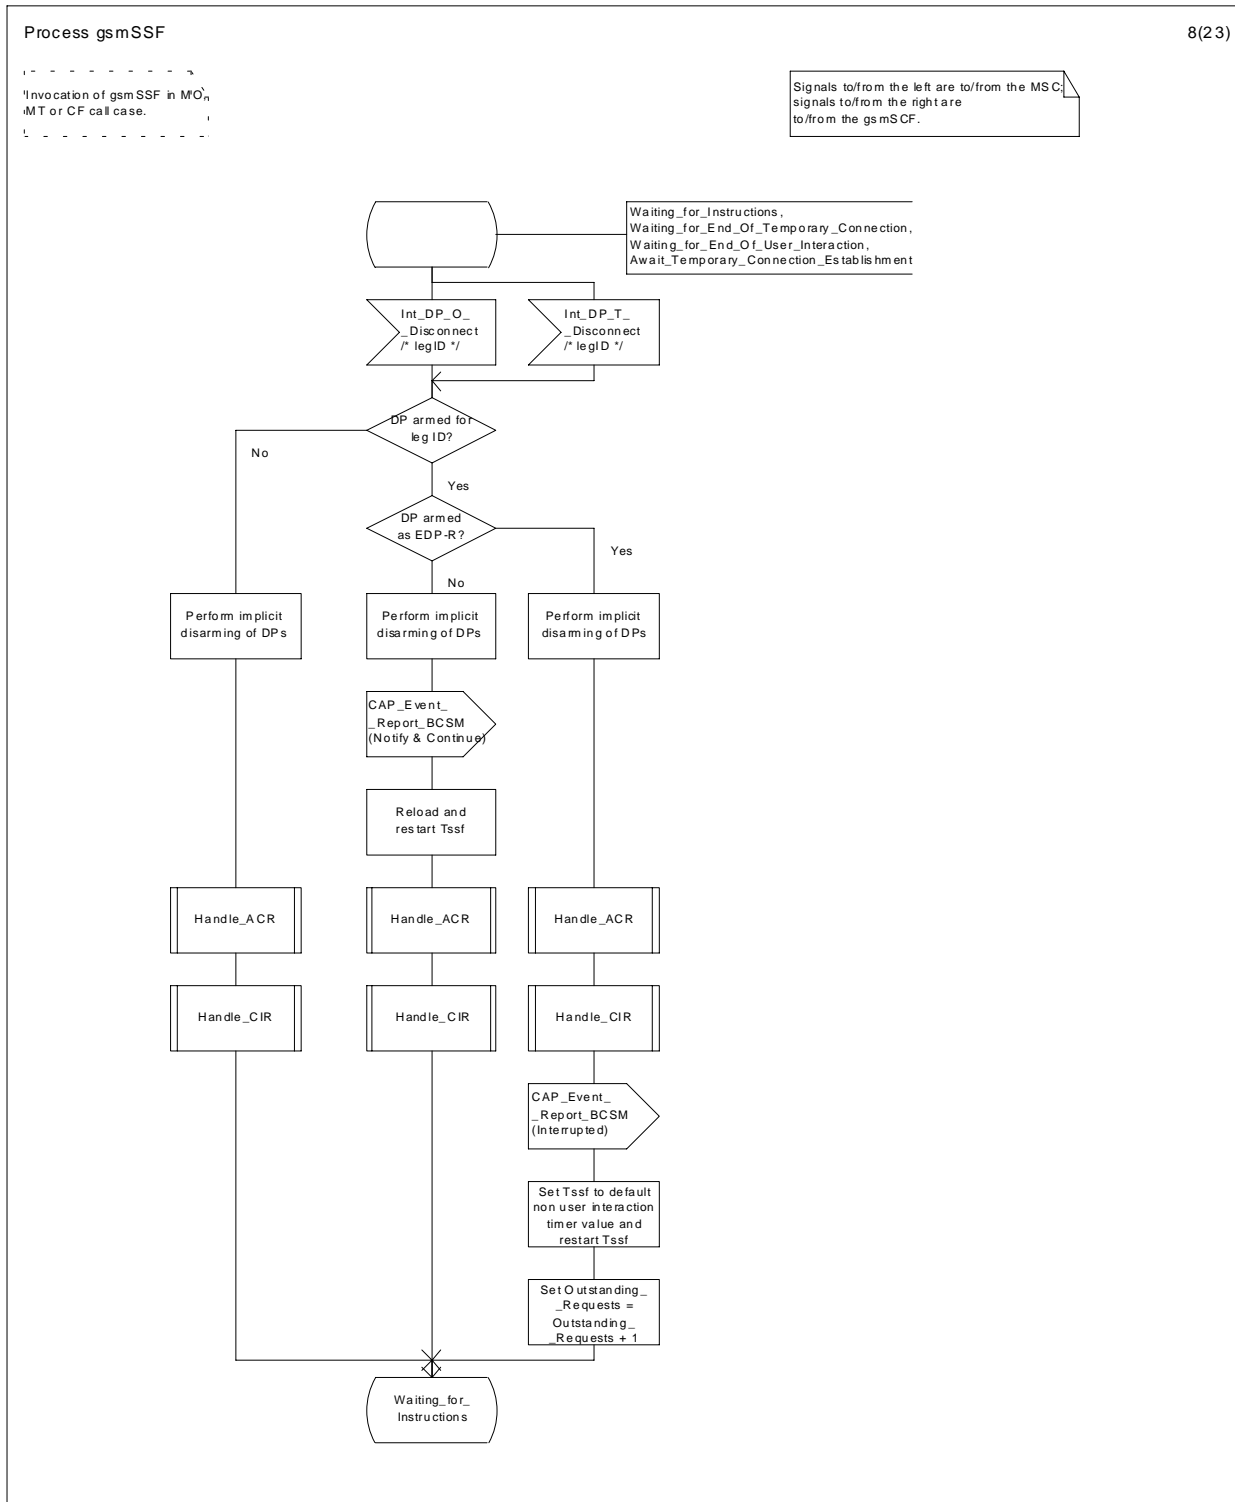 Process gsmSSF
8(23)
Invocation of gsmSSF in MO,
MT or CF call case.
Signals to/from the left are to/from the MSC;
signals to/from the right are
to/from the gsmSCF.
Waiting_for_Instructions,
Waiting_for_End_Of_Temporary_Connection,
Waiting_for_End_Of_User_Interaction,
Await_Temporary_Connection_Establishment
Int_DP_O_
_Disconnect
/* legID */
Int_DP_T_
_Disconnect
/* legID */
DP armed for
leg ID?
No
Yes
DP armed
as EDP-R?
Yes
No
Perform implicit
disarming of DPs
Perform implicit
disarming of DPs
Perform implicit
disarming of DPs
CAP_Event_
_Report_BCSM
(Notify & Continue)
Reload and
restart Tssf
Handle_ACR
Handle_ACR
Handle_ACR
Handle_CIR
Handle_CIR
Handle_CIR
CAP_Event_
_Report_BCSM
(Interrupted)
Set Tssf to default
non user interaction
timer value and
restart Tssf
Set Outstanding_
_Requests =
Outstanding_
_Requests + 1
Waiting_for_
Instructions